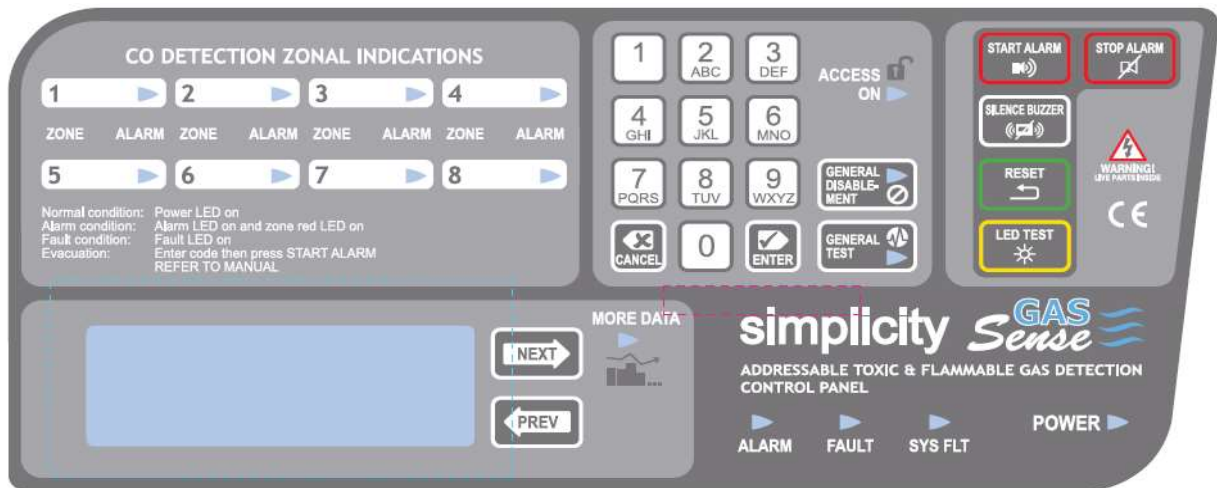 CO DETECTION ZONAL INDICATIONS
1 2 3 4
ZONE ALARM ZONE ALARM ZONE ALARM ZONE ALARM
5 6 7 8
Normal condition: Power LED on
Alarm condition: Alarm LED on and zone red LED on
Fault condition: Fault LED on
Evacuation: Enter code then press START ALARM
REFER TO MANUAL
1 2 3
ABC DEF
4 5 6
GHI JKL MNO
7 8 9
PQRS TUV WXYZ
CANCEL 0 ENTER
ACCESS
ON
GENERAL
DISABLE-
MENT
GENERAL
TEST
START ALARM
STOP ALARM
SILENCE BUZZER
RESET
LED TEST
WARNING!
LIVE PARTS INSIDE
CE
NEXT
PREV
MORE DATA
simplicity GAS
Sense
ADDRESSABLE TOXIC & FLAMMABLE GAS DETECTION
CONTROL PANEL
ALARM FAULT SYS FLT POWER